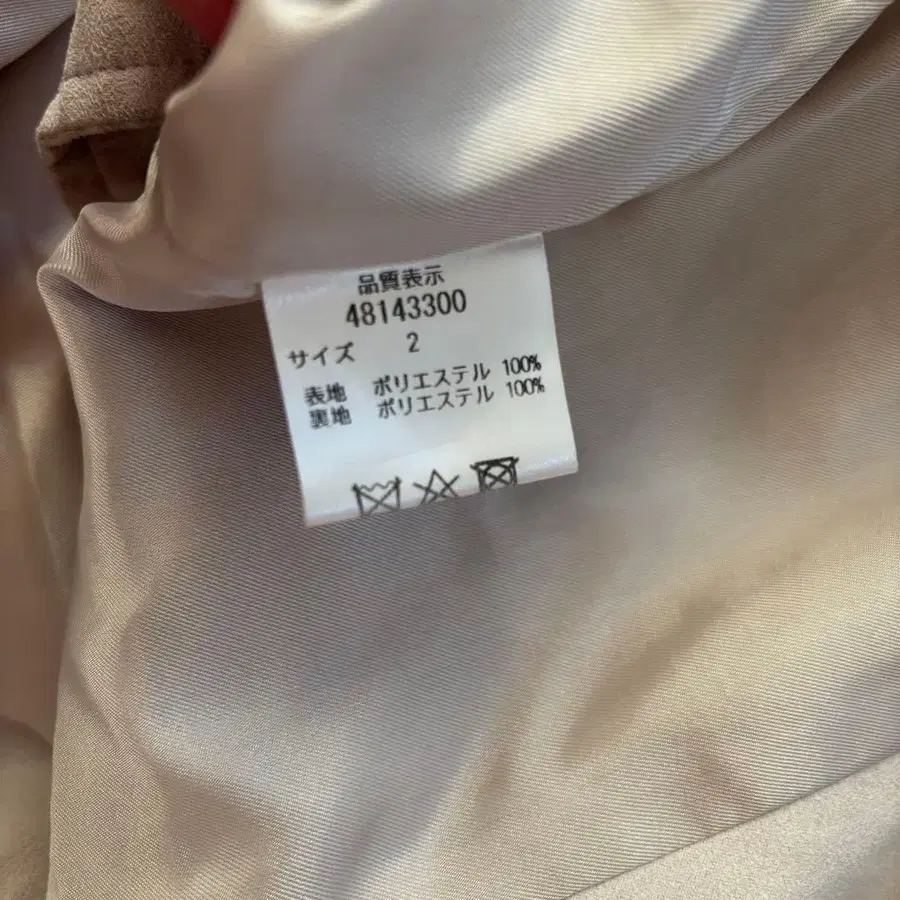 品質表示
48143300
サイズ 2
表地 ポリエステル 100%
裏地 ポリエステル 100%